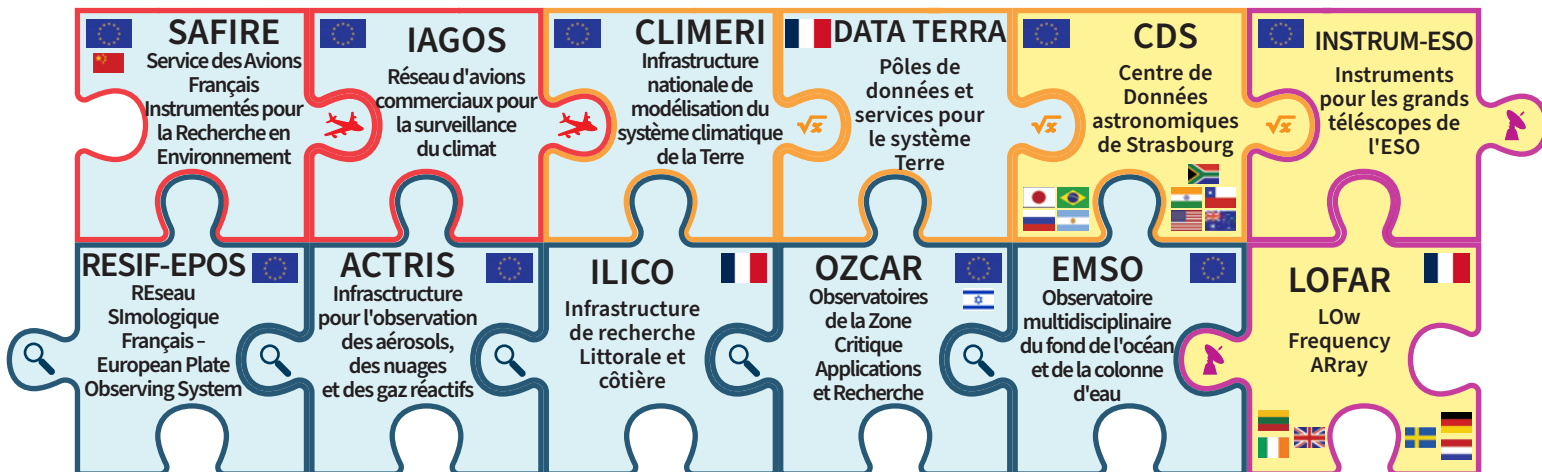 SAFIRE
Service des Avions
Français
Instrumentés pour
la Recherche en
Environnement
IAGOS
Réseau d'avions
commerciaux pour
la surveillance
du climat
CLIMERI
Infrastructure
nationale de
modélisation du
système climatique
de la Terre
√x
DATA TERRA
Pôles de
données et
services pour
le système
Terre
√x
CDS
Centre de
Données
astronomiques
de Strasbourg
√x
INSTRUM-ESO
Instruments
pour les grands
téléscopes de
l'ESO
RESIF-EPOS
REseau
SImologique
Français –
European Plate
Observing System
ACTRIS
Infrasctructure
pour l'observation
des aérosols,
des nuages
et des gaz réactifs
ILICO
Infrastructure
de recherche
Littorale et
côtière
OZCAR
Observatoires
de la Zone
Critique
Applications
et Recherche
EMSO
Observatoire
multidisciplinaire
du fond de l'océan
et de la colonne
d'eau
LOFAR
LOw
Frequency
ARray